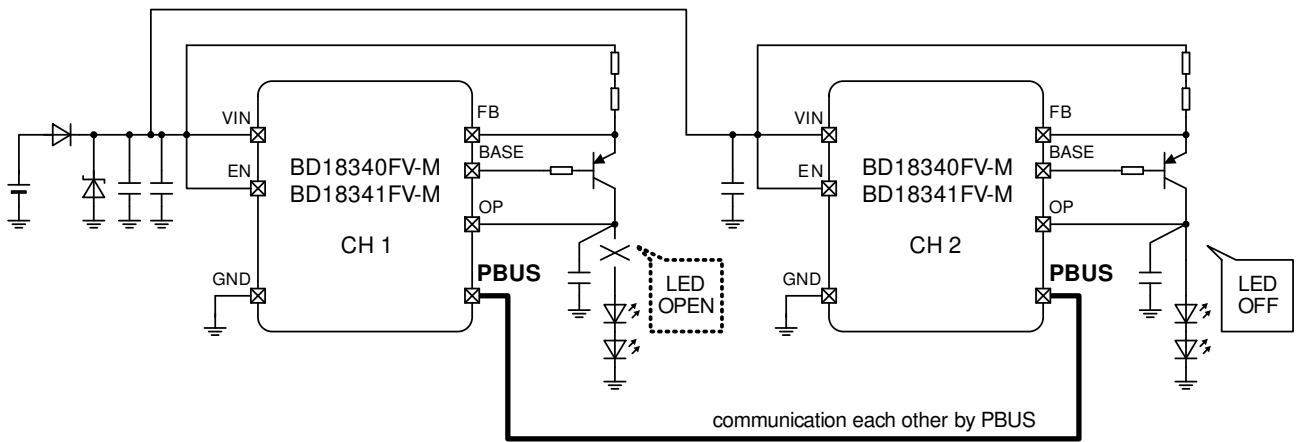 VIN
EN
GND
BD18340FV-M
BD18341FV-M
CH 1
FB
BASE
OP
PBUS
LED
OPEN
VIN
EN
GND
BD18340FV-M
BD18341FV-M
CH 2
FB
BASE
OP
PBUS
LED
OFF
communication each other by PBUS